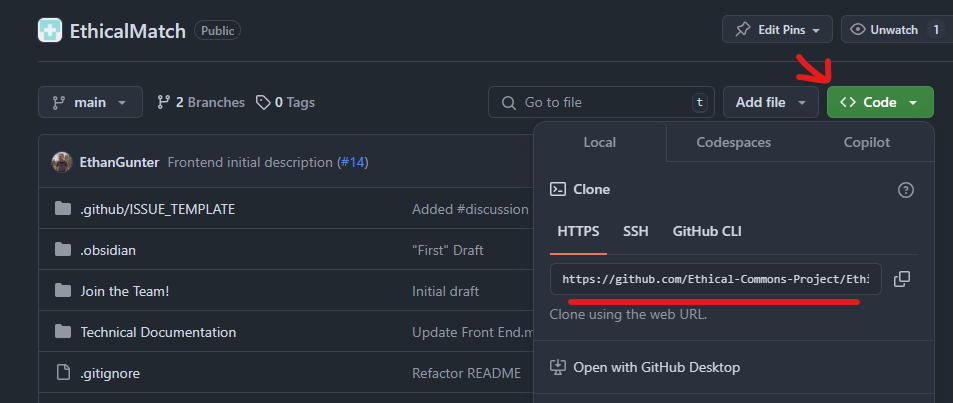 EthicalMatch Public Edit Pins Unwatch 1
main 2 Branches 0 Tags Go to file t Add file <> Code
Local Codespaces Copilot
EthanGunter Frontend initial description (#14)
Clone
.github/ISSUE_TEMPLATE Added #discussion
HTTPS SSH GitHub CLI
.obsidian "First" Draft
https://github.com/Ethical-Commons-Project/Ethi
Join the Team! Initial draft
Clone using the web URL.
Technical Documentation Update Front End.m
Open with GitHub Desktop
.gitignore Refactor README